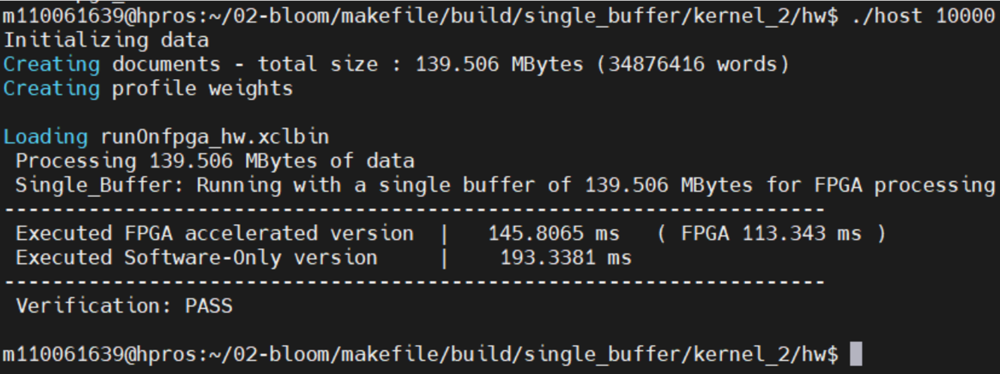 m110061639@hpros:~/02-bloom/makefile/build/single_buffer/kernel_2/hw$ ./host 10000
Initializing data
Creating documents - total size : 139.506 MBytes (34876416 words)
Creating profile weights
Loading runOnfpga_hw.xclbin
Processing 139.506 MBytes of data
Single_Buffer: Running with a single buffer of 139.506 MBytes for FPGA processing
--------------------------------------------------------------------
Executed FPGA accelerated version | 145.8065 ms ( FPGA 113.343 ms )
Executed Software-Only version | 193.3381 ms
--------------------------------------------------------------------
Verification: PASS
m110061639@hpros:~/02-bloom/makefile/build/single_buffer/kernel_2/hw$